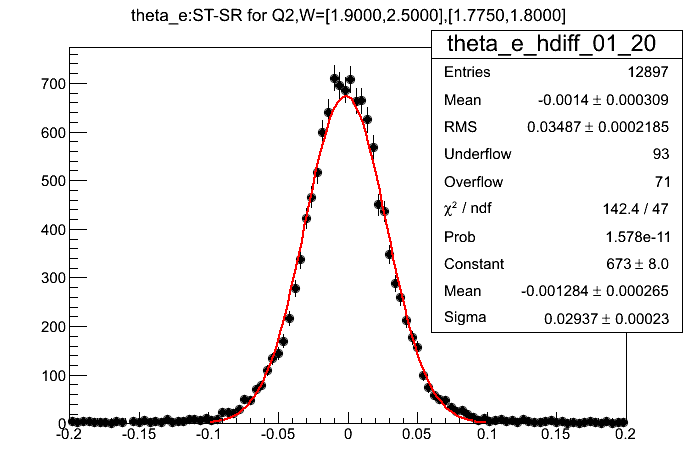 theta_e:ST-SR for Q2,W=[1.9000,2.5000],[1.7750,1.8000]
theta_e_hdiff_01_20
Entries 12897
Mean -0.0014 ± 0.000309
RMS 0.03487 ± 0.0002185
Underflow 93
Overflow 71
χ² / ndf 142.4 / 47
Prob 1.578e-11
Constant 673 ± 8.0
Mean -0.001284 ± 0.000265
Sigma 0.02937 ± 0.00023
700
600
500
400
300
200
100
0
-0.2 -0.15 -0.1 -0.05 0 0.05 0.1 0.15 0.2